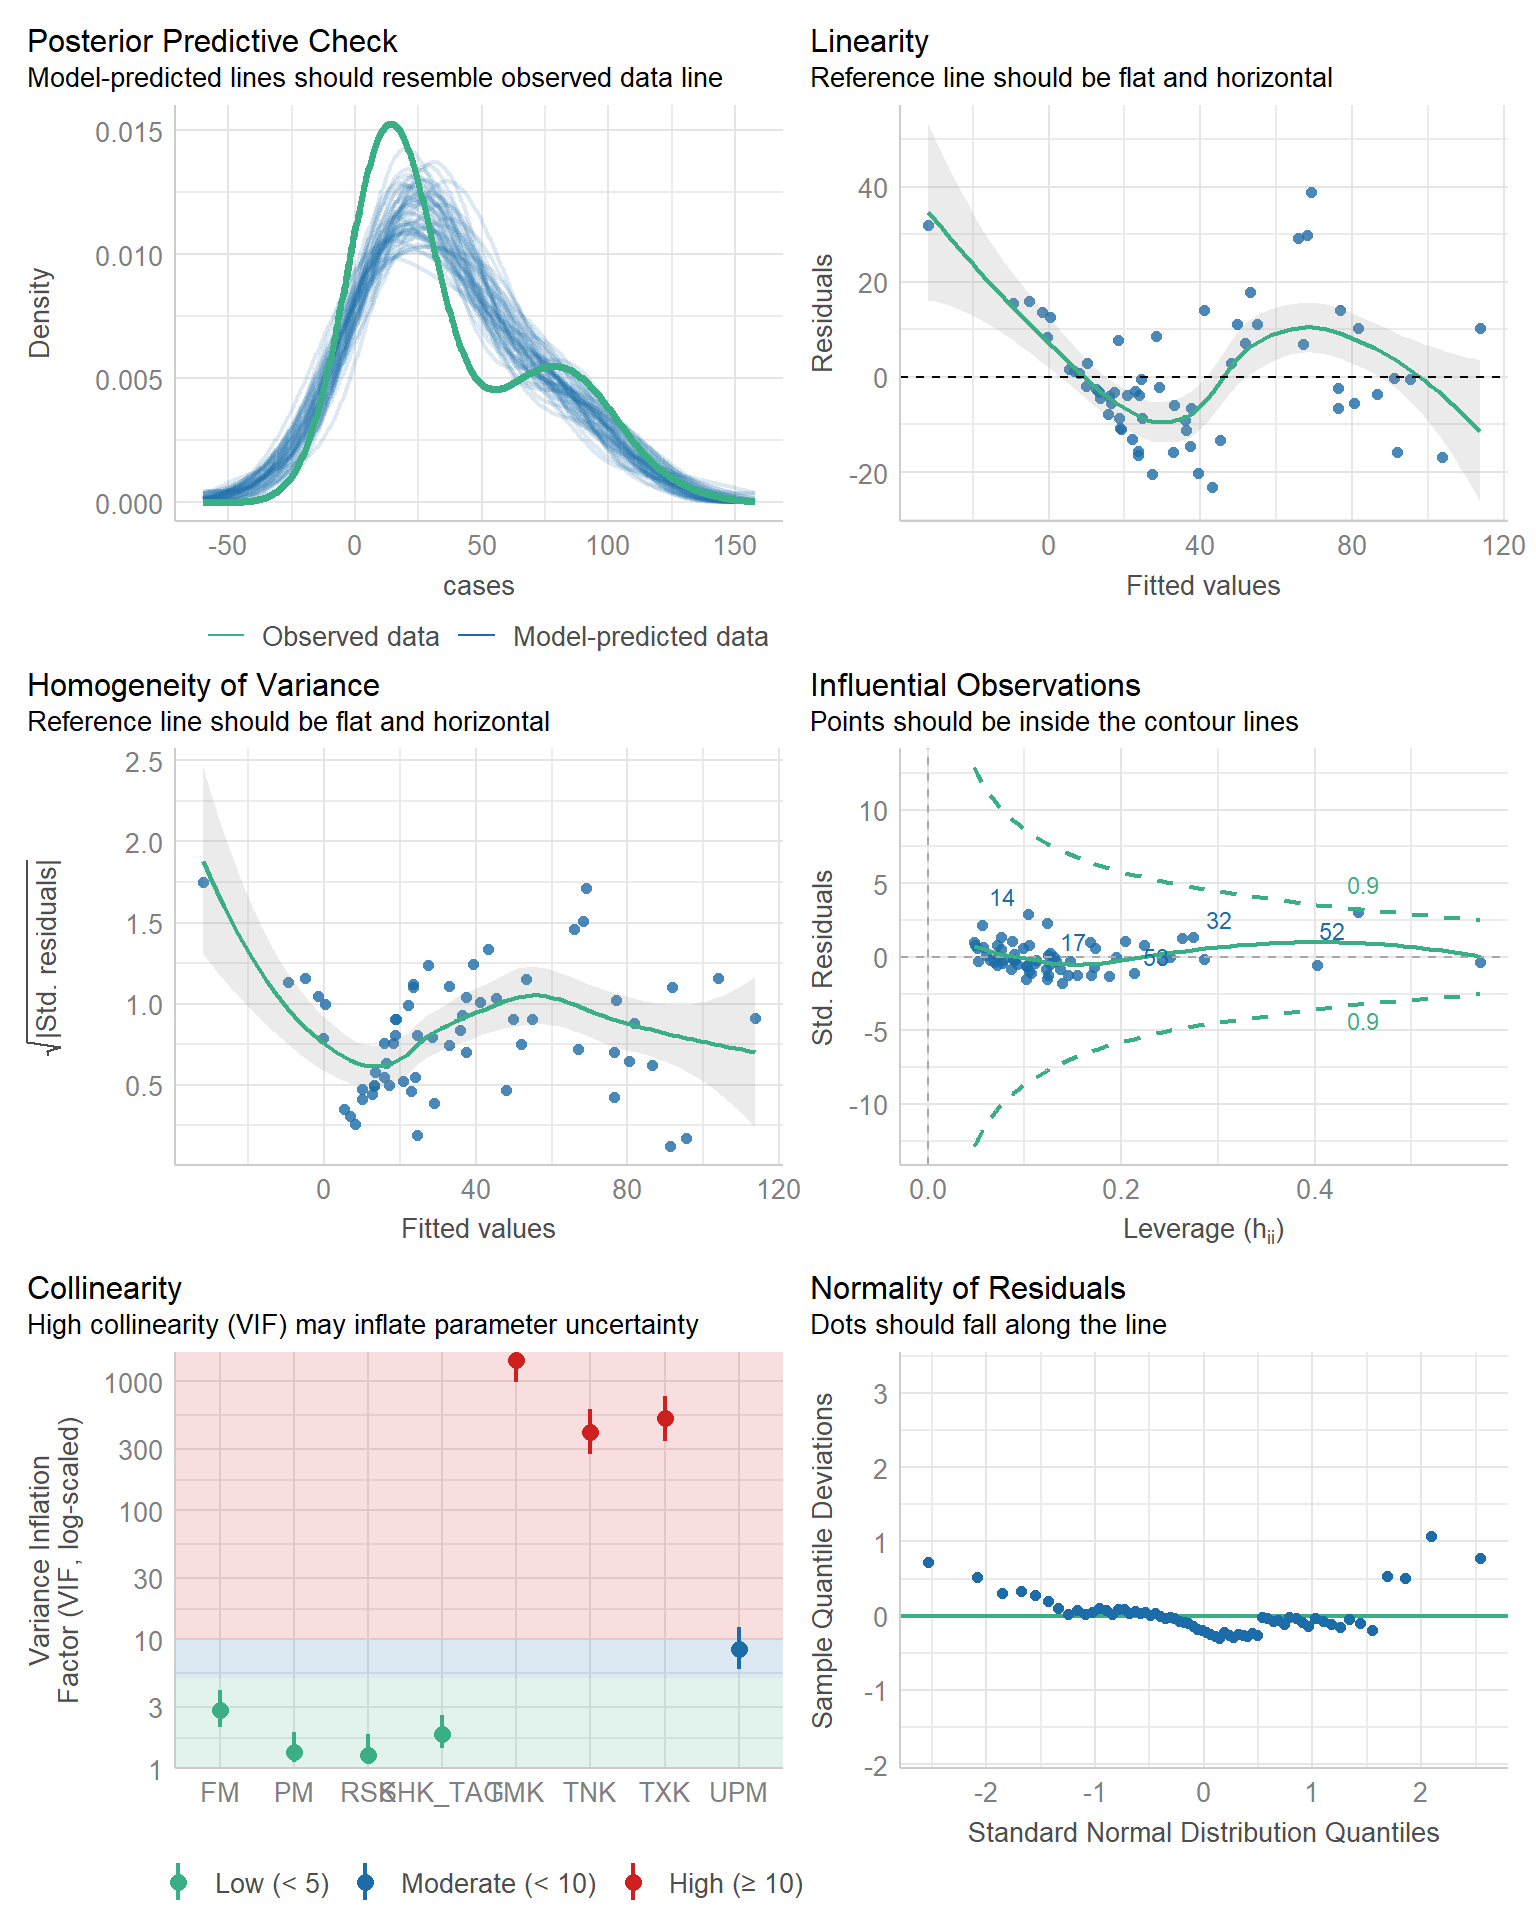 Posterior Predictive Check
Model-predicted lines should resemble observed data line
0.015
0.010
0.005
0.000
Density
-50 0 50 100 150
cases
Observed data Model-predicted data
Linearity
Reference line should be flat and horizontal
40
20
0
-20
Residuals
0 40 80 120
Fitted values
Homogeneity of Variance
Reference line should be flat and horizontal
2.5
2.0
1.5
1.0
0.5
√|Std. residuals|
0 40 80 120
Fitted values
Influential Observations
Points should be inside the contour lines
10
5
0
-5
-10
Std. Residuals
0.9
14
32
52
17
0.9
0.0 0.2 0.4
Leverage (hii)
Collinearity
High collinearity (VIF) may inflate parameter uncertainty
1000
300
100
30
10
3
1
Variance Inflation
Factor (VIF, log-scaled)
FM PM RSK SHK_TAG TMK TNK TXK UPM
Low (< 5) Moderate (< 10) High (≥ 10)
Normality of Residuals
Dots should fall along the line
3
2
1
0
-1
-2
Sample Quantile Deviations
-2 -1 0 1 2
Standard Normal Distribution Quantiles